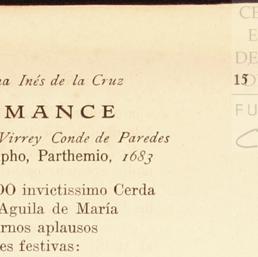 na Inés de la Cruz 15
MANCE
Virrey Conde de Paredes
pho, Parthemio, 1683
DO invictissimo Cerda
Aguila de María
rnos aplausos
es festivas: